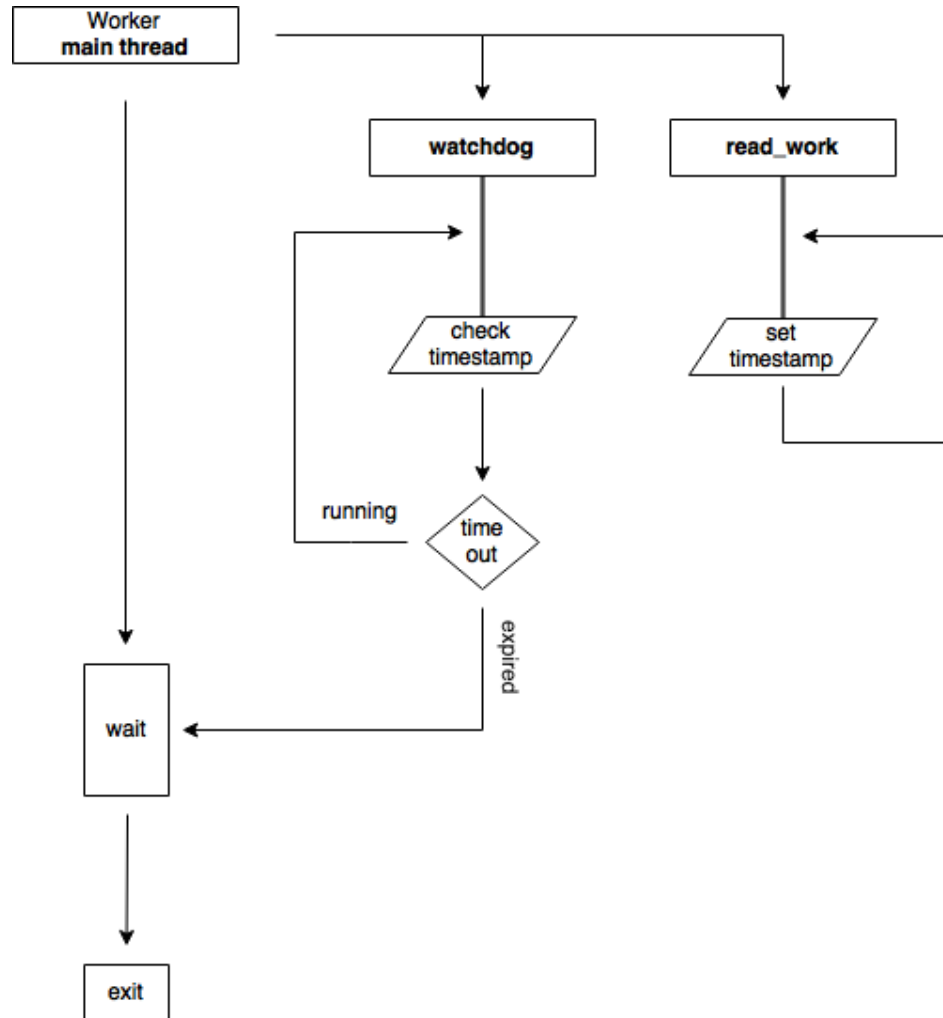 Worker
main thread
watchdog
read_work
check
timestamp
set
timestamp
running
time
out
expired
wait
exit